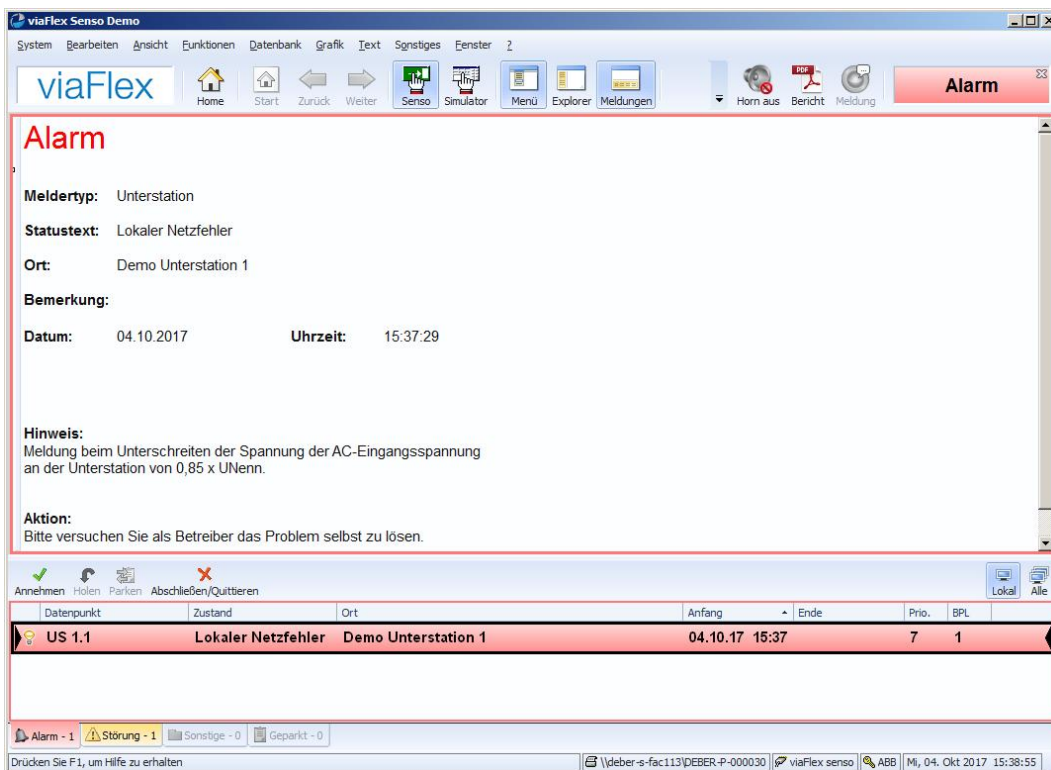 viaFlex Senso Demo
System Bearbeiten Ansicht Funktionen Datenbank Grafik Text Sonstiges Fenster ?
viaFlex Home Start Zurück Weiter Senso Simulator Menü Explorer Meldungen Horn aus PDF Bericht Meldung Alarm
Alarm
Meldertyp: Unterstation
Statustext: Lokaler Netzfehler
Ort: Demo Unterstation 1
Bemerkung:
Datum: 04.10.2017 Uhrzeit: 15:37:29
Hinweis:
Meldung beim Unterschreiten der Spannung der AC-Eingangsspannung
an der Unterstation von 0,85 x UNenn.
Aktion:
Bitte versuchen Sie als Betreiber das Problem selbst zu lösen.
Annehmen Holen Parken Abschließen/Quittieren Lokal Alle
Datenpunkt Zustand Ort Anfang Ende Prio. BPL
US 1.1 Lokaler Netzfehler Demo Unterstation 1 04.10.17 15:37 7 1
Alarm - 1 Störung - 1 Sonstige - 0 Geparkt - 0
Drücken Sie F1, um Hilfe zu erhalten \\deber-s-fac113\DEBER-P-000030 viaFlex senso ABB Mi, 04. Okt 2017 15:38:55